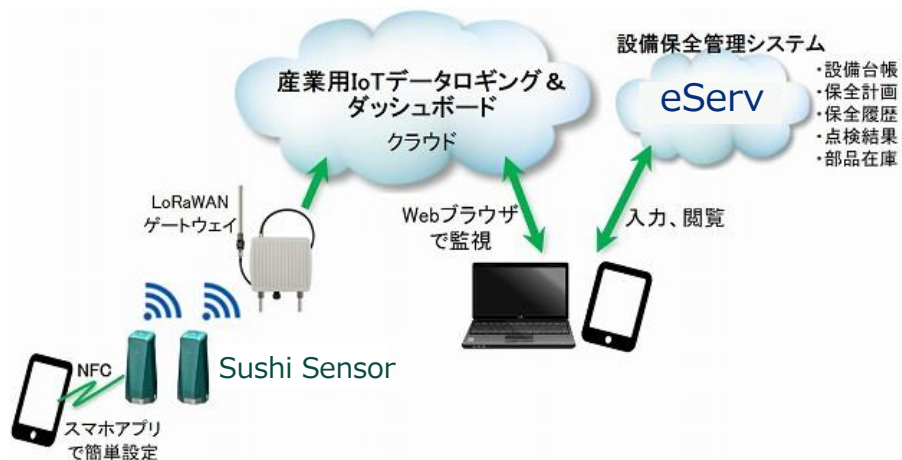 産業用IoTデータロギング＆
ダッシュボード
クラウド
設備保全管理システム
eServ
・設備台帳
・保全計画
・保全履歴
・点検結果
・部品在庫
LoRaWAN
ゲートウェイ
Webブラウザ
で監視
入力、閲覧
Sushi Sensor
NFC
スマホアプリ
で簡単設定